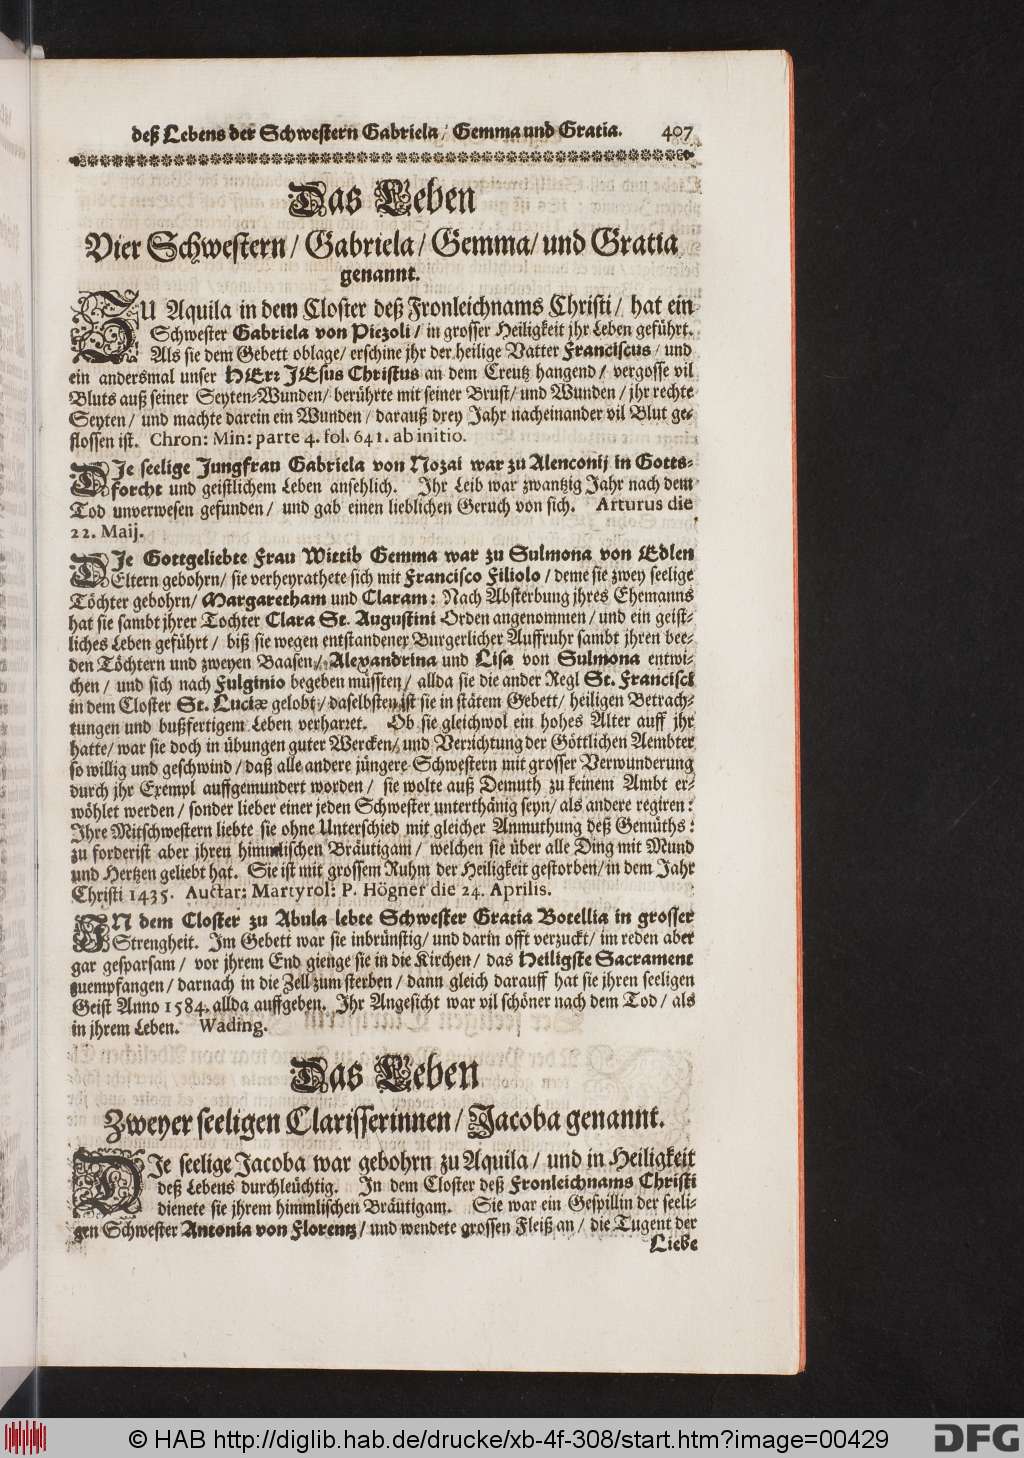 deß Lebens der Schwestern Gabriela / Gemma und Gratia. 407
Das Leben
Vier Schwestern / Gabriela / Gemma / und Gratia
genannt.
ZU Aquila in dem Closter deß Fronleichnams Christi / hat ein
Schwester Gabriela von Piezoli / in grosser Heiligkeit jhr Leben geführt.
Als sie dem Gebett oblage / erschine jhr der heilige Vatter Franciscus / und
ein andersmal unser HErr JEsus Christus an dem Creutz hangend / vergosse vil
Bluts auß seiner Seyten-Wunden / berührte mit seiner Brust / und Wunden / jhr rechte
Seyten / und machte darein ein Wunden / darauß drey Jahr nacheinander vil Blut ge-
flossen ist. Chron: Min: parte 4. fol. 641. ab initio.
DJe seelige Jungfrau Gabriela von Nozai war zu Alenconij in Gotts-
forcht und geistlichem Leben ansehlich. Jhr Leib war zwantzig Jahr nach dem
Tod unverwesen gefunden / und gab einen lieblichen Geruch von sich. Arturus die
22. Maij.
DJe Gottgeliebte Frau Wittib Gemma war zu Sulmona von Edlen
Eltern gebohrn / sie verheyrathete sich mit Francisco Filiolo / deme sie zwey seelige
Töchter gebohrn / Margaretham und Claram: Nach Absterbung jhres Ehemanns
hat sie sambt jhrer Tochter Clara St. Augustini Orden angenommen / und ein geist-
liches Leben geführt / biß sie wegen entstandener Burgerlicher Auffruhr sambt jhren bee-
den Töchtern und zweyen Baasen / Alexandrina und Lisa von Sulmona entwi-
chen / und sich nach Fulginio begeben müssten / allda sie die ander Regl St. Francisci
in dem Closter St. Luciæ gelobt / daselbsten ist sie in stätem Gebett / heiligen Betrach-
tungen und bußfertigem Leben verharret. Ob sie gleichwol ein hohes Alter auff jhr
hatte / war sie doch in übungen guter Wercken / und Verrichtung der Göttlichen Aembter
so willig und geschwind / daß alle andere jüngere Schwestern mit grosser Verwunderung
durch jhr Exempl auffgemundert worden / sie wolte auß Demuth zu keinem Ambt er-
wöhlet werden / sonder lieber einer jeden Schwester unterthänig seyn / als andere regiren:
Jhre Mitschwestern liebte sie ohne Unterschied mit gleicher Anmuthung deß Gemüths:
zu forderist aber jhren himmlischen Bräutigam / welchen sie über alle Ding mit Mund
und Hertzen geliebt hat. Sie ist mit grossem Ruhm der Heiligkeit gestorben / in dem Jahr
Christi 1435. Auctar: Martyrol: P. Högner die 24. Aprilis.
JN dem Closter zu Abula lebte Schwester Gratia Botellia in grosser
Strengheit. Jm Gebett war sie inbrünstig / und darin offt verzuckt / im reden aber
gar gesparsam / vor jhrem End gienge sie in die Kirchen / das Heiligste Sacrament
zuempfangen / darnach in die Zell zum sterben / dann gleich darauff hat sie jhren seeligen
Geist Anno 1584. allda auffgeben. Jhr Angesicht war vil schöner nach dem Tod / als
in jhrem Leben. Wading.
Das Leben
Zweyer seeligen Clarisserinnen / Jacoba genannt.
DJe seelige Jacoba war gebohrn zu Aquila / und in Heiligkeit
deß Lebens durchleüchtig. Jn dem Closter deß Fronleichnams Christi
dienete sie jhrem himmlischen Bräutigam. Sie war ein Gespillin der seeli-
gen Schwester Antonia von Florentz / und wendete grossen Fleiß an / die Tugent der
Liebe
© HAB http://diglib.hab.de/drucke/xb-4f-308/start.htm?image=00429
DFG